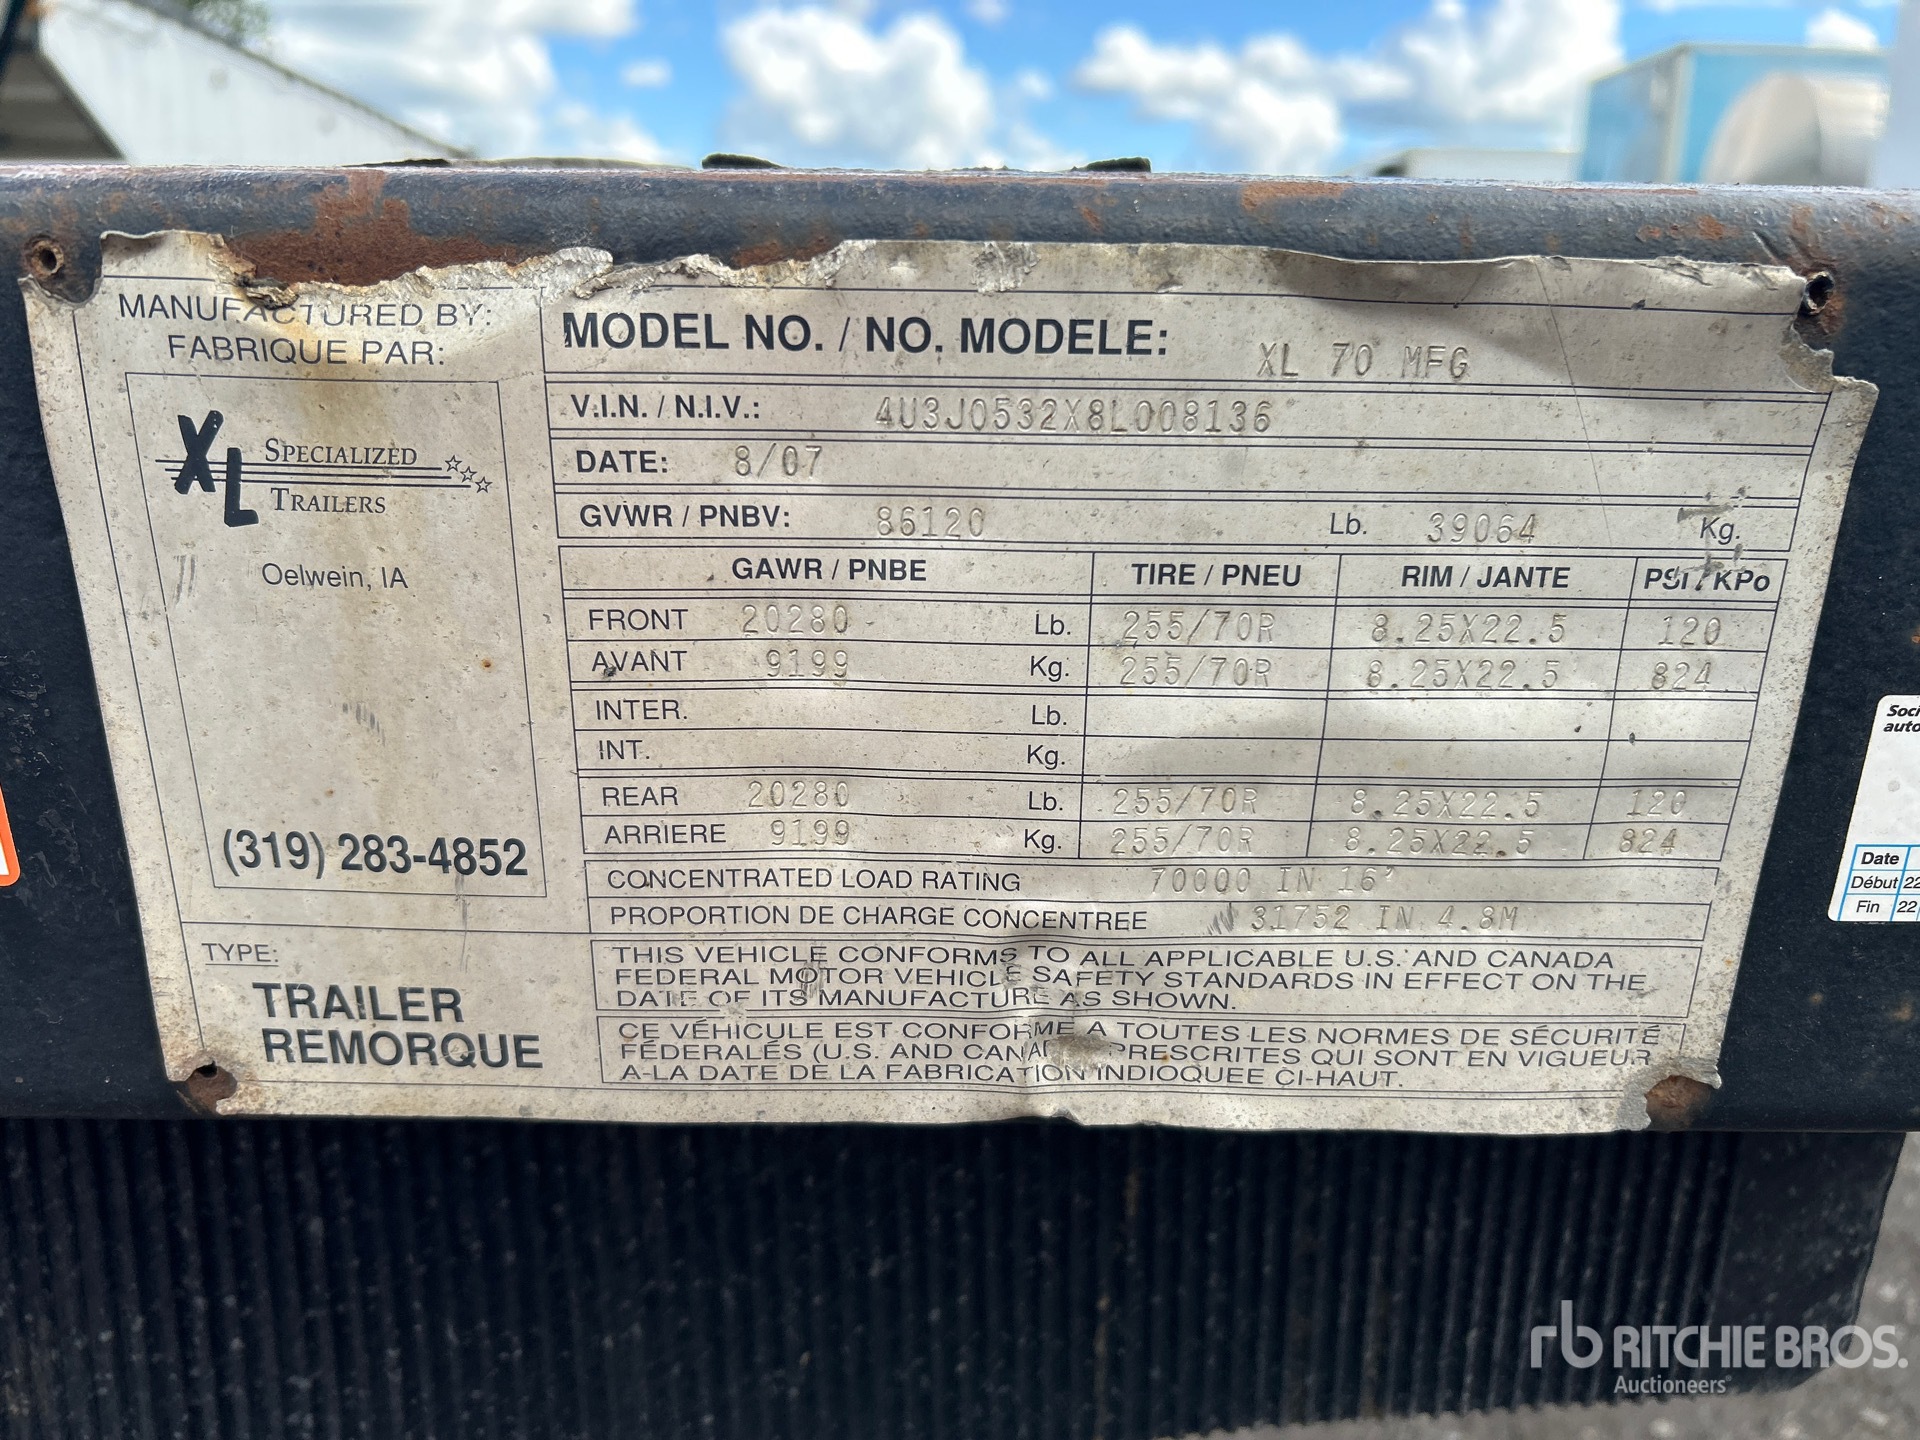 MANUFACTURED BY:
FABRIQUE PAR:
XL SPECIALIZED
TRAILERS
Oelwein, IA
(319) 283-4852
TYPE:
TRAILER
REMORQUE
MODEL NO. / NO. MODELE: XL 70 MFG
V.I.N. / N.I.V.: 4U3J0532X8L008136
DATE: 8/07
GVWR / PNBV: 86120 Lb. 39064 Kg.
GAWR / PNBE TIRE / PNEU RIM / JANTE PSI / KPo
FRONT 20280 Lb. 255/70R 8.25X22.5 120
AVANT 9199 Kg. 255/70R 8.25X22.5 824
INTER. Lb.
INT. Kg.
REAR 20280 Lb. 255/70R 8.25X22.5 120
ARRIERE 9199 Kg. 255/70R 8.25X22.5 824
CONCENTRATED LOAD RATING 70000 IN 16'
PROPORTION DE CHARGE CONCENTREE 31752 IN 4.8M
THIS VEHICLE CONFORMS TO ALL APPLICABLE U.S. AND CANADA
FEDERAL MOTOR VEHICLE SAFETY STANDARDS IN EFFECT ON THE
DATE OF ITS MANUFACTURE AS SHOWN.
CE VÉHICULE EST CONFORME A TOUTES LES NORMES DE SÉCURITÉ
FÉDERALÉS (U.S. AND CANA PRESCRITES QUI SONT EN VIGUEUR
A-LA DATE DE LA FABRICATION INDIOQUEE CI-HAUT.
Soci
auto
Date
Début 22
Fin 22
rb RITCHIE BROS.
Auctioneers